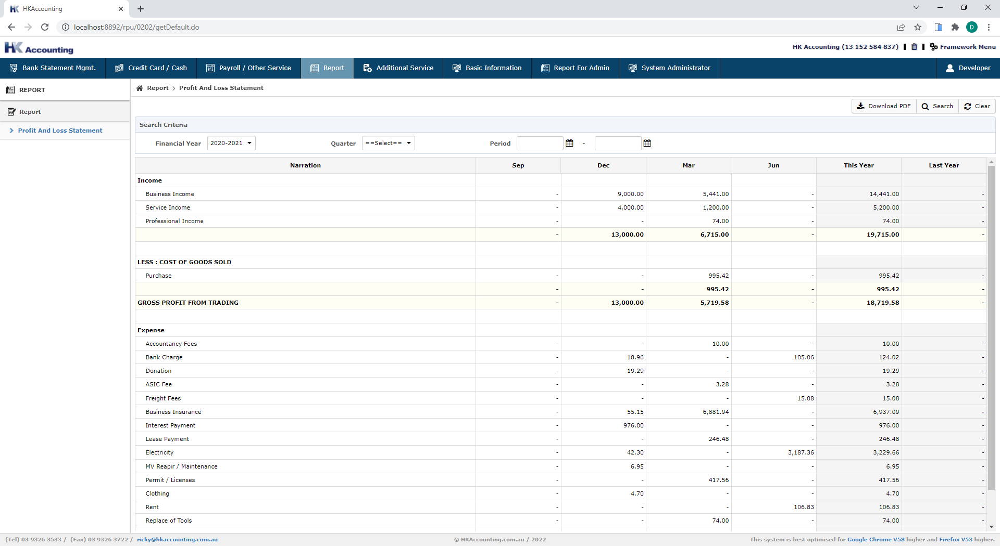 HKAccounting
localhost:8892/rpu/0202/getDefault.do
D
HK Accounting
HK Accounting (13 152 584 837)
Framework Menu
Bank Statement Mgmt. Credit Card / Cash Payroll / Other Service Report Additional Service Basic Information Report For Admin System Administrator Developer
REPORT
Report > Profit And Loss Statement
Report
Profit And Loss Statement
Download PDF Search Clear
Search Criteria
Financial Year 2020-2021 Quarter ==Select== Period -
Narration Sep Dec Mar Jun This Year Last Year
Income
Business Income - 9,000.00 5,441.00 - 14,441.00 -
Service Income - 4,000.00 1,200.00 - 5,200.00 -
Professional Income - - 74.00 - 74.00 -
- 13,000.00 6,715.00 - 19,715.00 -
LESS : COST OF GOODS SOLD
Purchase - - 995.42 - 995.42 -
- - 995.42 - 995.42 -
GROSS PROFIT FROM TRADING - 13,000.00 5,719.58 - 18,719.58 -
Expense
Accountancy Fees - - 10.00 - 10.00 -
Bank Charge - 18.96 - 105.06 124.02 -
Donation - 19.29 - - 19.29 -
ASIC Fee - - 3.28 - 3.28 -
Freight Fees - - - 15.08 15.08 -
Business Insurance - 55.15 6,881.94 - 6,937.09 -
Interest Payment - 976.00 - - 976.00 -
Lease Payment - - 246.48 - 246.48 -
Electricity - 42.30 - 3,187.36 3,229.66 -
MV Reapir / Maintenance - 6.95 - - 6.95 -
Permit / Licenses - - 417.56 - 417.56 -
Clothing - 4.70 - - 4.70 -
Rent - - - 106.83 106.83 -
Replace of Tools - - 74.00 - 74.00 -
(Tel) 03 9326 3533 / (Fax) 03 9326 3722 / ricky@hkaccounting.com.au
© HKAccounting.com.au / 2022
This system is best optimised for Google Chrome V58 higher and Firefox V53 higher.